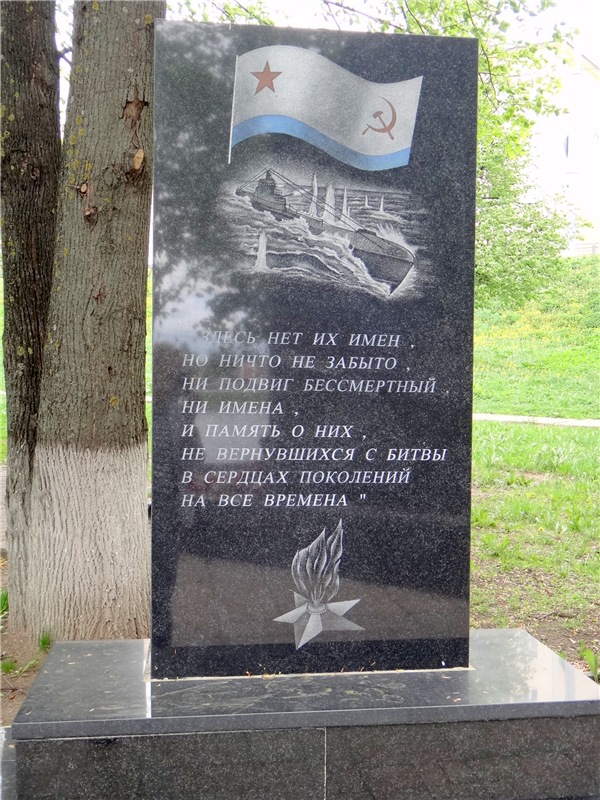 "ЗДЕСЬ НЕТ ИХ ИМЕН ,
НО НИЧТО НЕ ЗАБЫТО ,
НИ ПОДВИГ БЕССМЕРТНЫЙ ,
НИ ИМЕНА ,
И ПАМЯТЬ О НИХ ,
НЕ ВЕРНУВШИХСЯ С БИТВЫ
В СЕРДЦАХ ПОКОЛЕНИЙ
НА ВСЕ ВРЕМЕНА "